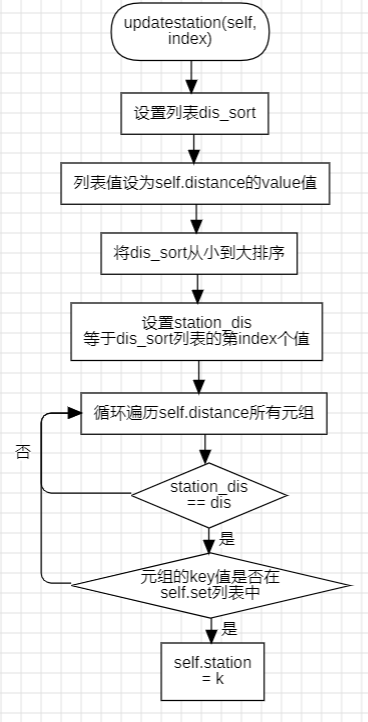 updatestation(self,
index)
设置列表dis_sort
列表值设为self.distance的value值
将dis_sort从小到大排序
设置station_dis
等于dis_sort列表的第index个值
循环遍历self.distance所有元组
否
station_dis
== dis
是
元组的key值是否在
self.set列表中
是
self.station
= k